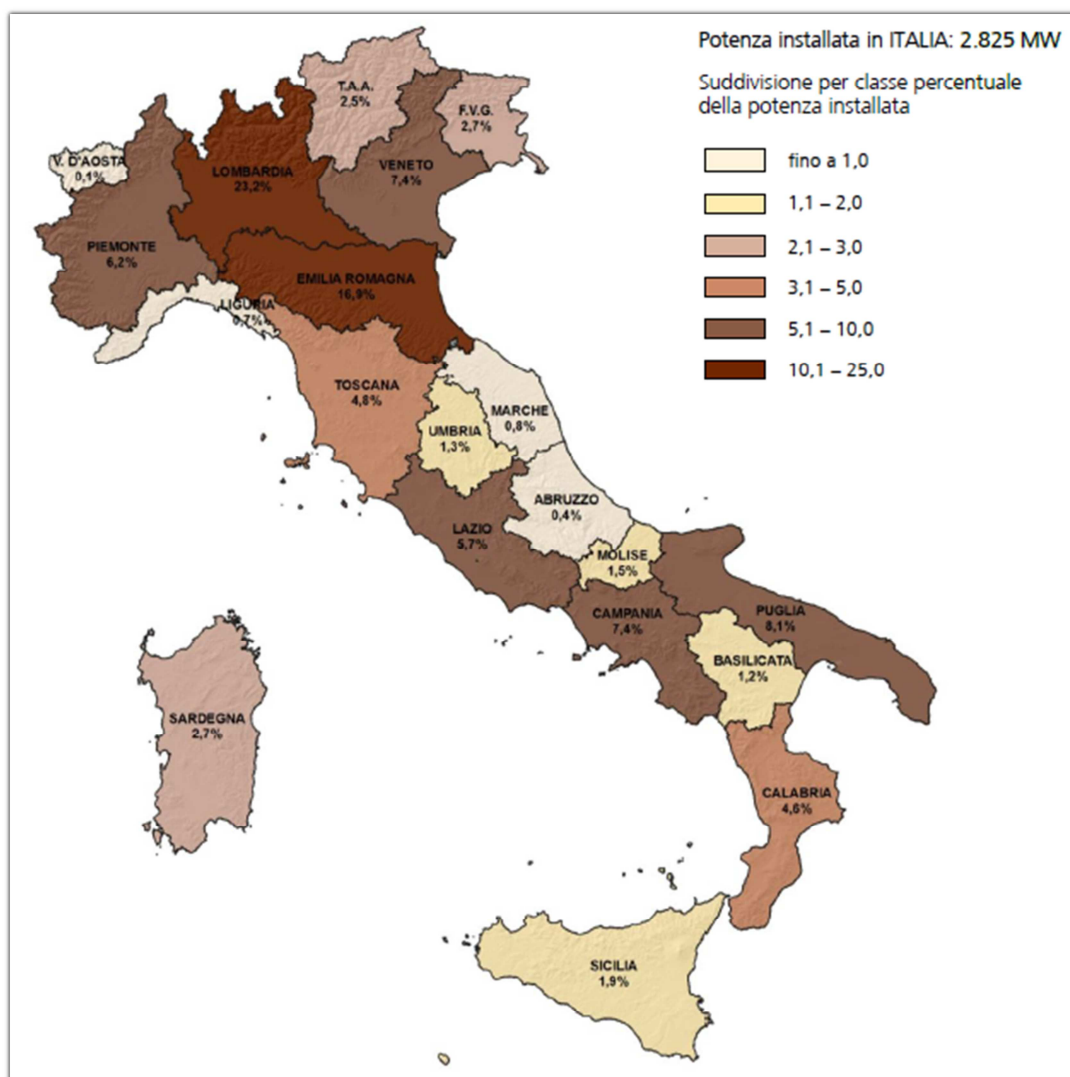 Potenza installata in ITALIA: 2.825 MW
Suddivisione per classe percentuale
della potenza installata
fino a 1,0
1,1 – 2,0
2,1 – 3,0
3,1 – 5,0
5,1 – 10,0
10,1 – 25,0
T.A.A.
2,5%
F.V.G.
2,7%
V. D'AOSTA
0,1%
LOMBARDIA
23,2%
VENETO
7,4%
PIEMONTE
6,2%
EMILIA ROMAGNA
16,9%
LIGURIA
0,7%
TOSCANA
4,8%
MARCHE
0,8%
UMBRIA
1,3%
ABRUZZO
0,4%
LAZIO
5,7%
MOLISE
1,5%
CAMPANIA
7,4%
PUGLIA
8,1%
BASILICATA
1,2%
SARDEGNA
2,7%
CALABRIA
4,6%
SICILIA
1,9%